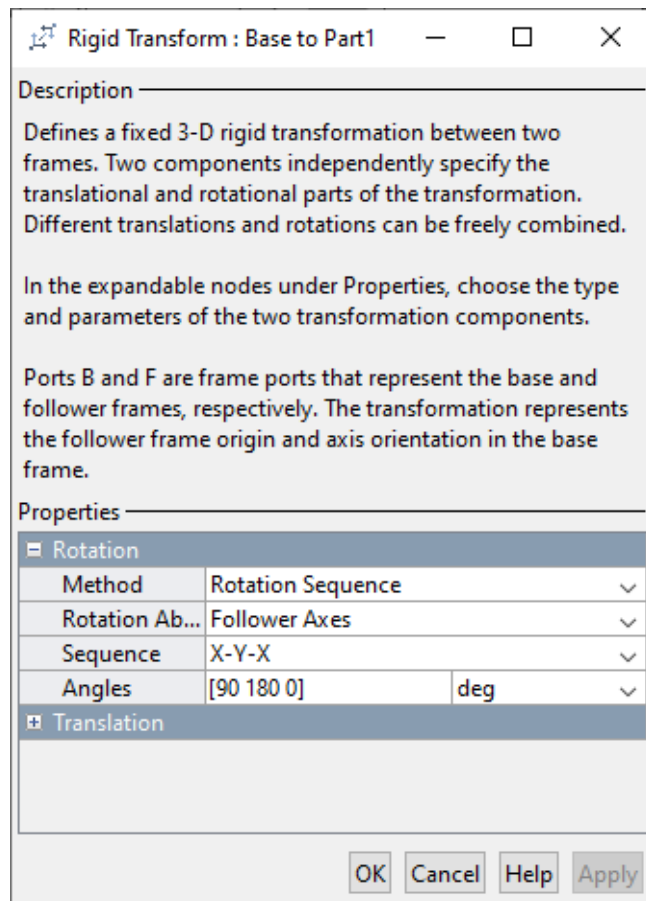 Rigid Transform : Base to Part1
Description
Defines a fixed 3-D rigid transformation between two
frames. Two components independently specify the
translational and rotational parts of the transformation.
Different translations and rotations can be freely combined.
In the expandable nodes under Properties, choose the type
and parameters of the two transformation components.
Ports B and F are frame ports that represent the base and
follower frames, respectively. The transformation represents
the follower frame origin and axis orientation in the base
frame.
Properties
Rotation
Method Rotation Sequence
Rotation Ab... Follower Axes
Sequence X-Y-X
Angles [90 180 0] deg
Translation
OK Cancel Help Apply